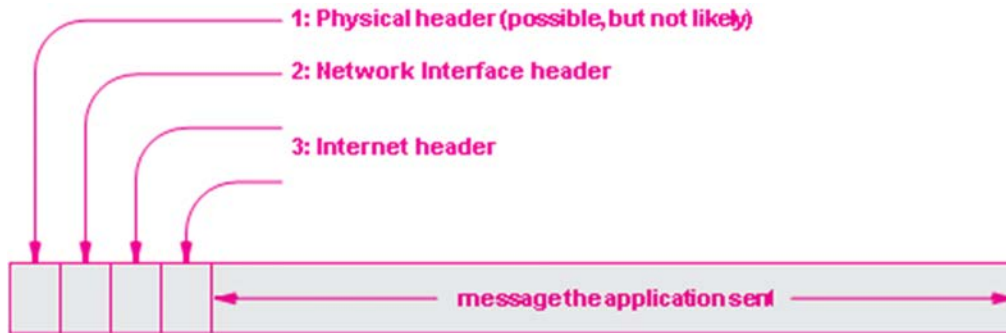 1: Physical header (possible, but not likely)
2: Network Interface header
3: Internet header
message the application sent